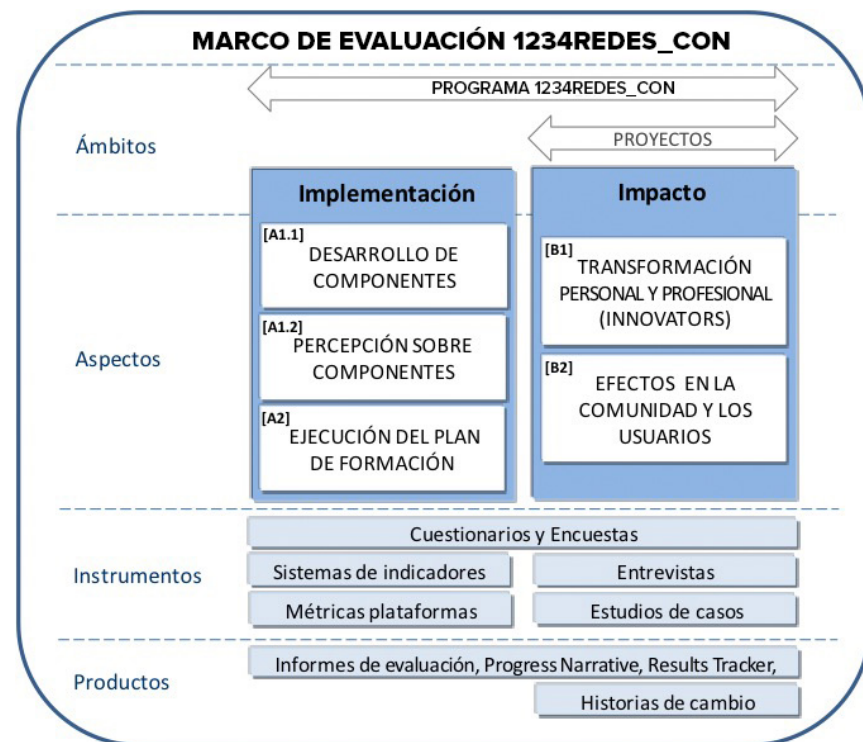 MARCO DE EVALUACIÓN 1234REDES_CON
PROGRAMA 1234REDES_CON
Ámbitos
PROYECTOS
Implementación
Impacto
Aspectos
[A1.1]
DESARROLLO DE
COMPONENTES
[A1.2]
PERCEPCIÓN SOBRE
COMPONENTES
[A2]
EJECUCIÓN DEL PLAN
DE FORMACIÓN
[B1]
TRANSFORMACIÓN
PERSONAL Y PROFESIONAL
(INNOVATORS)
[B2]
EFECTOS EN LA
COMUNIDAD Y LOS
USUARIOS
Instrumentos
Cuestionarios y Encuestas
Sistemas de indicadores
Entrevistas
Métricas plataformas
Estudios de casos
Productos
Informes de evaluación, Progress Narrative, Results Tracker,
Historias de cambio